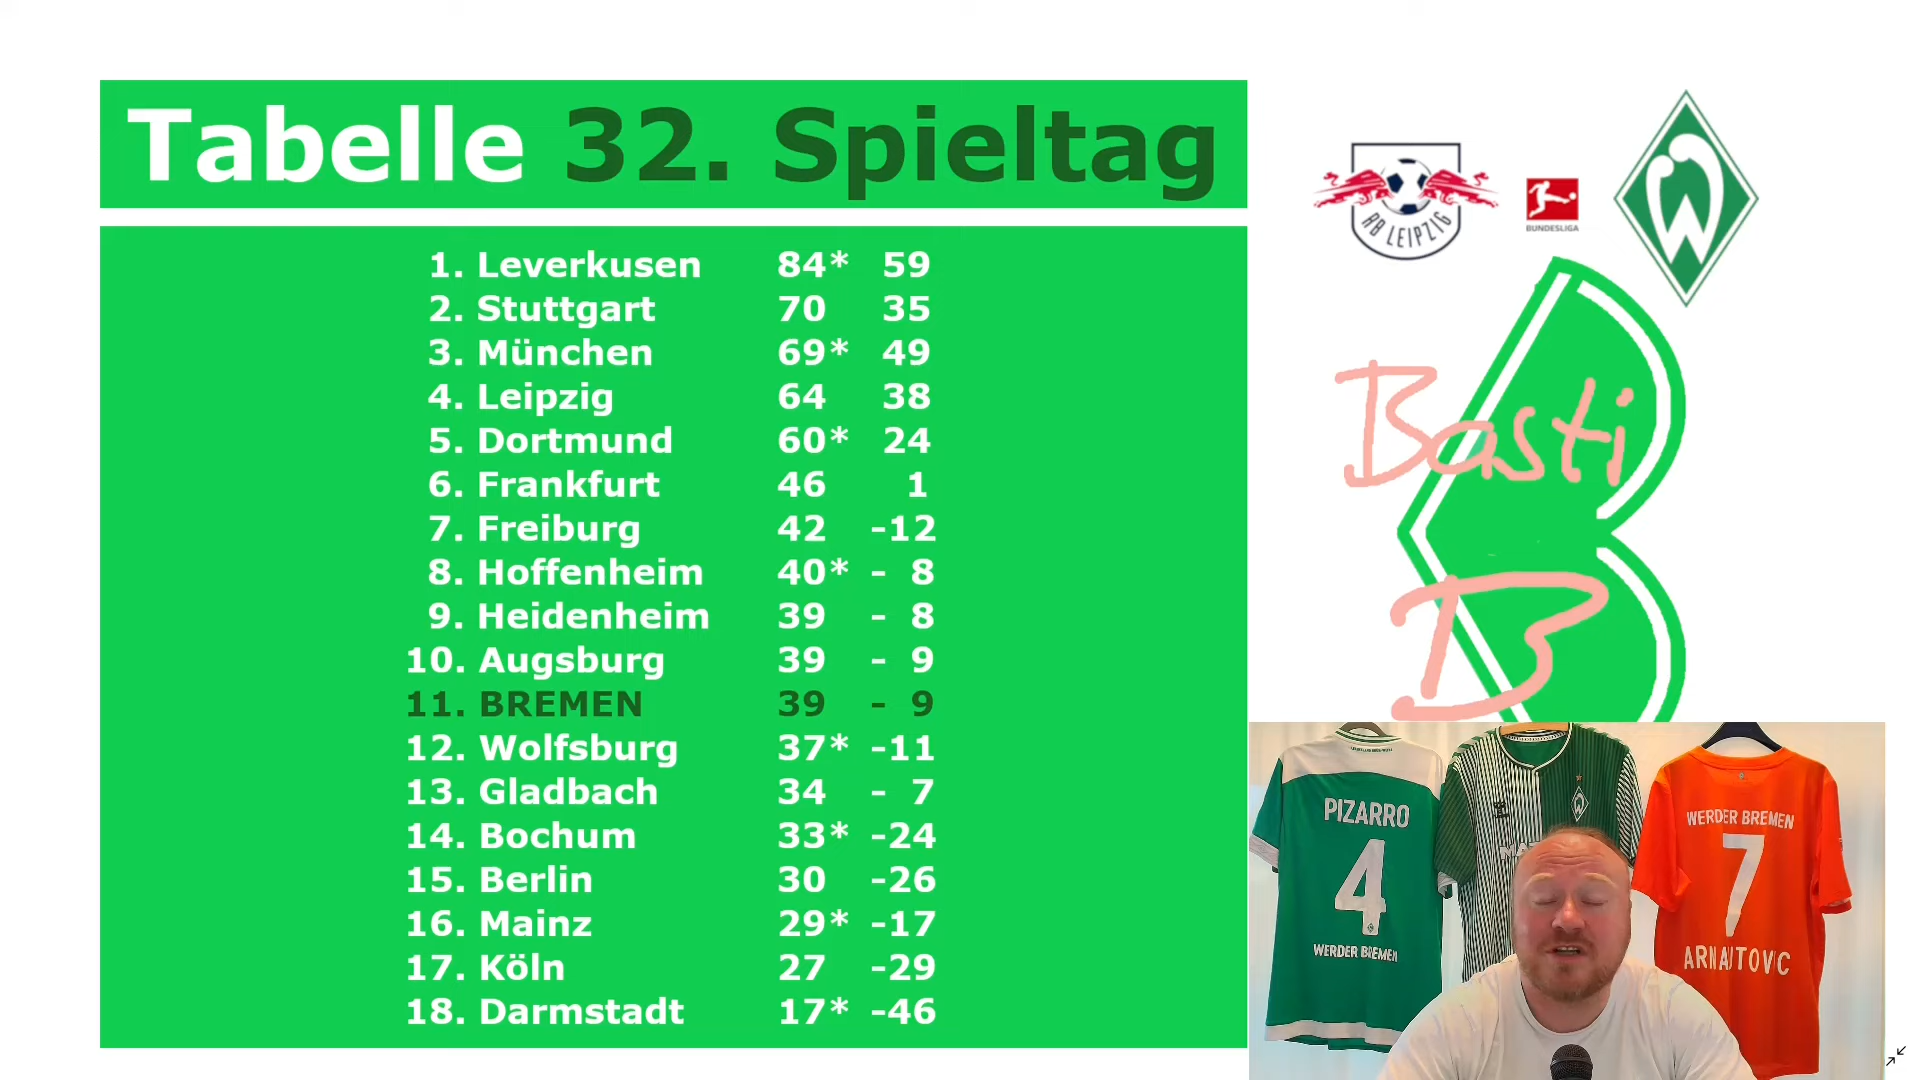 Tabelle 32. Spieltag
1. Leverkusen 84* 59
2. Stuttgart 70 35
3. München 69* 49
4. Leipzig 64 38
5. Dortmund 60* 24
6. Frankfurt 46 1
7. Freiburg 42 -12
8. Hoffenheim 40* - 8
9. Heidenheim 39 - 8
10. Augsburg 39 - 9
11. BREMEN 39 - 9
12. Wolfsburg 37* -11
13. Gladbach 34 - 7
14. Bochum 33* -24
15. Berlin 30 -26
16. Mainz 29* -17
17. Köln 27 -29
18. Darmstadt 17* -46
RB LEIPZIG
BUNDESLIGA
W
Basti
B
PIZARRO
4
WERDER BREMEN
WERDER BREMEN
7
ARNAUTOVIC